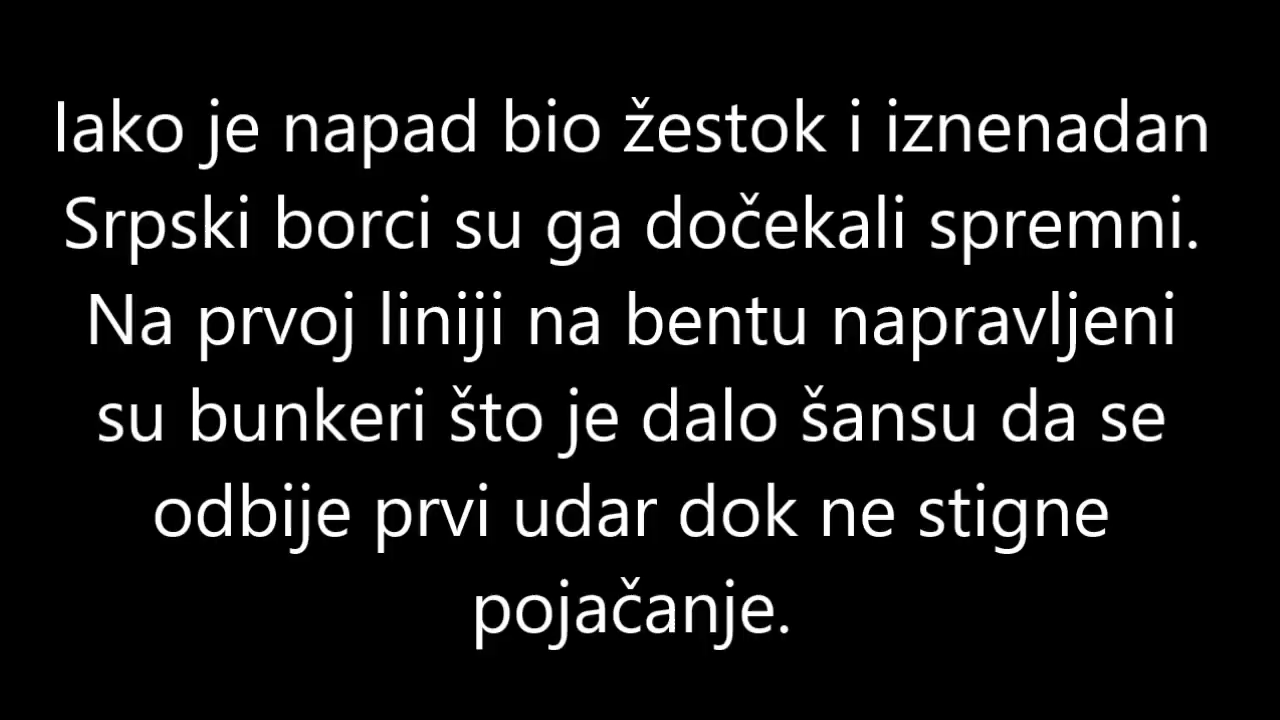 Iako je napad bio žestok i iznenadan
Srpski borci su ga dočekali spremni.
Na prvoj liniji na bentu napravljeni
su bunkeri što je dalo šansu da se
odbije prvi udar dok ne stigne
pojačanje.